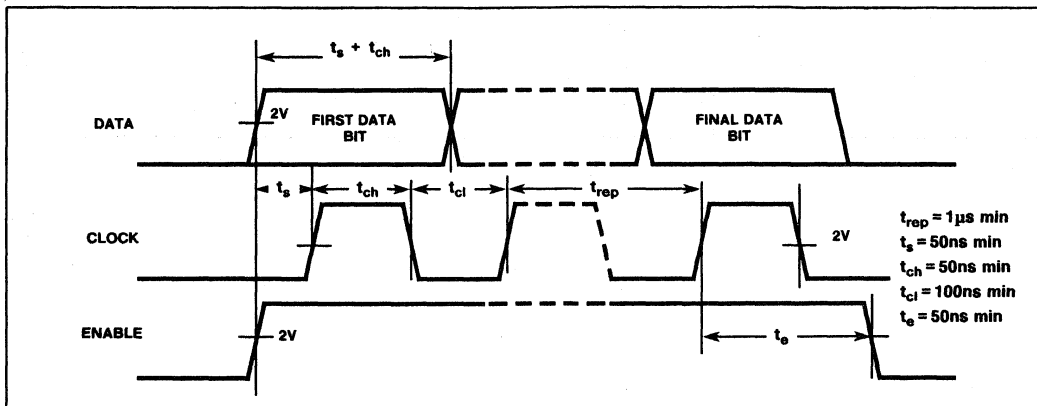 t_s + t_ch
DATA
2V
FIRST DATA
BIT
FINAL DATA
BIT
t_s
t_ch
t_cl
t_rep
CLOCK
2V
t_rep = 1µs min
t_s = 50ns min
t_ch = 50ns min
t_cl = 100ns min
t_e = 50ns min
ENABLE
2V
t_e